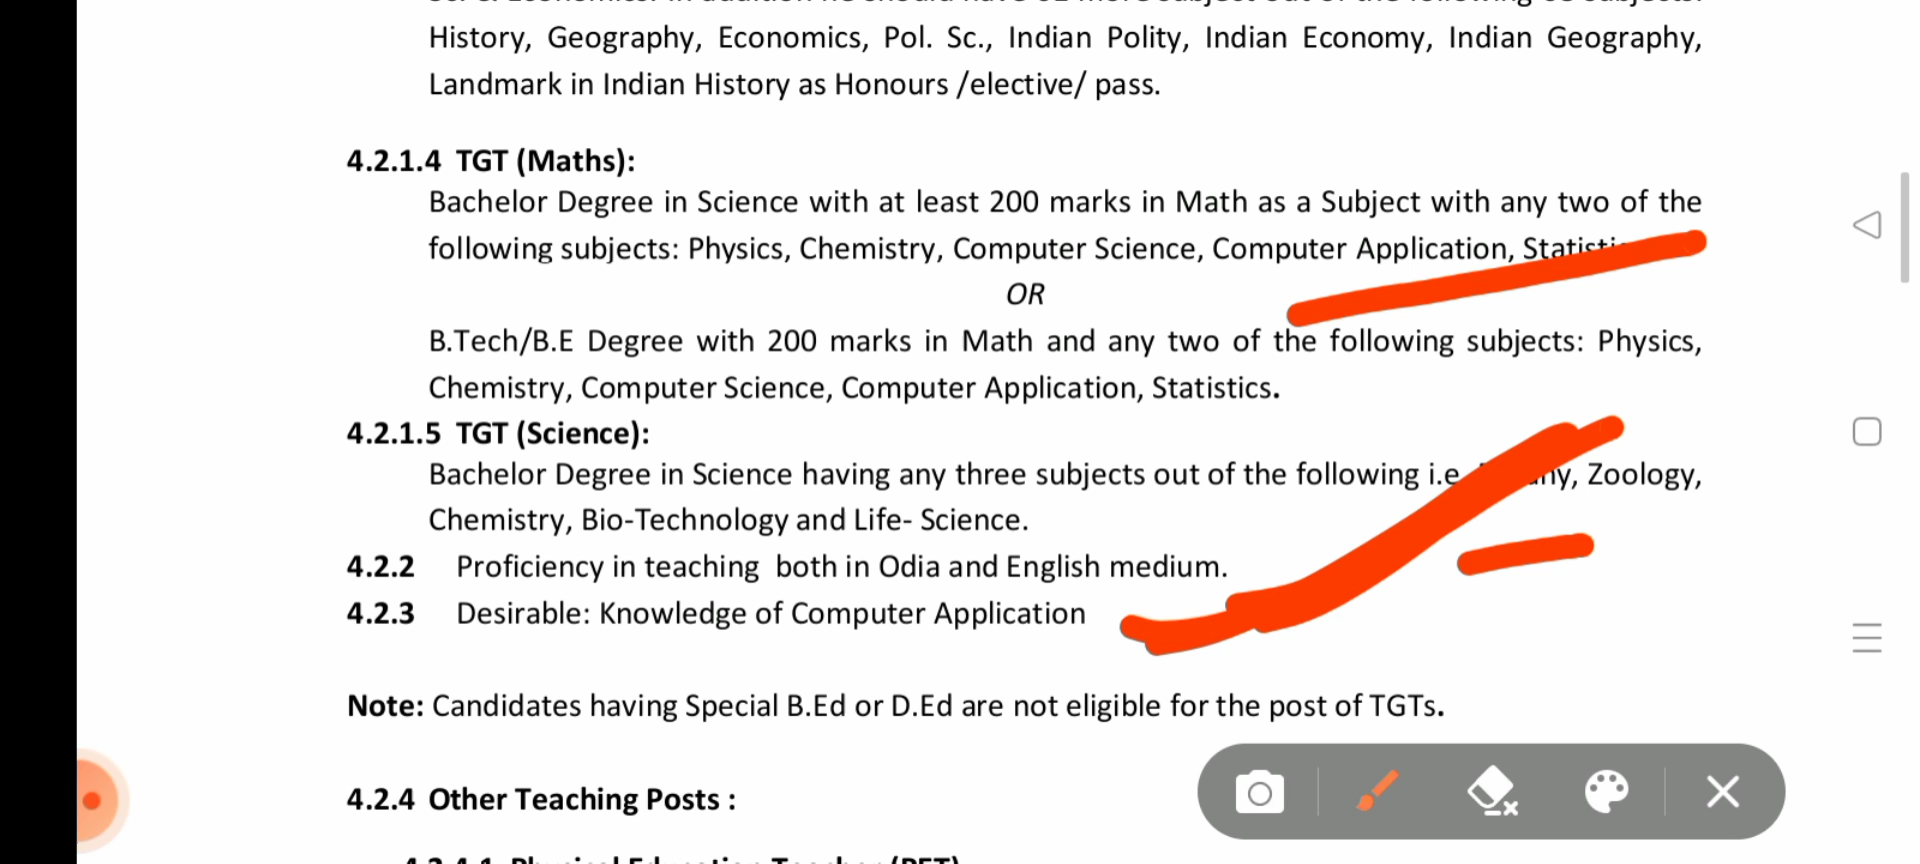 History, Geography, Economics, Pol. Sc., Indian Polity, Indian Economy, Indian Geography,
Landmark in Indian History as Honours /elective/ pass.
4.2.1.4 TGT (Maths):
Bachelor Degree in Science with at least 200 marks in Math as a Subject with any two of the
following subjects: Physics, Chemistry, Computer Science, Computer Application,
OR
B.Tech/B.E Degree with 200 marks in Math and any two of the following subjects: Physics,
Chemistry, Computer Science, Computer Application, Statistics.
4.2.1.5 TGT (Science):
Bachelor Degree in Science having any three subjects out of the following i.e Zoology,
Chemistry, Bio-Technology and Life- Science.
4.2.2 Proficiency in teaching both in Odia and English medium.
4.2.3 Desirable: Knowledge of Computer Application
Note: Candidates having Special B.Ed or D.Ed are not eligible for the post of TGTs.
4.2.4 Other Teaching Posts :